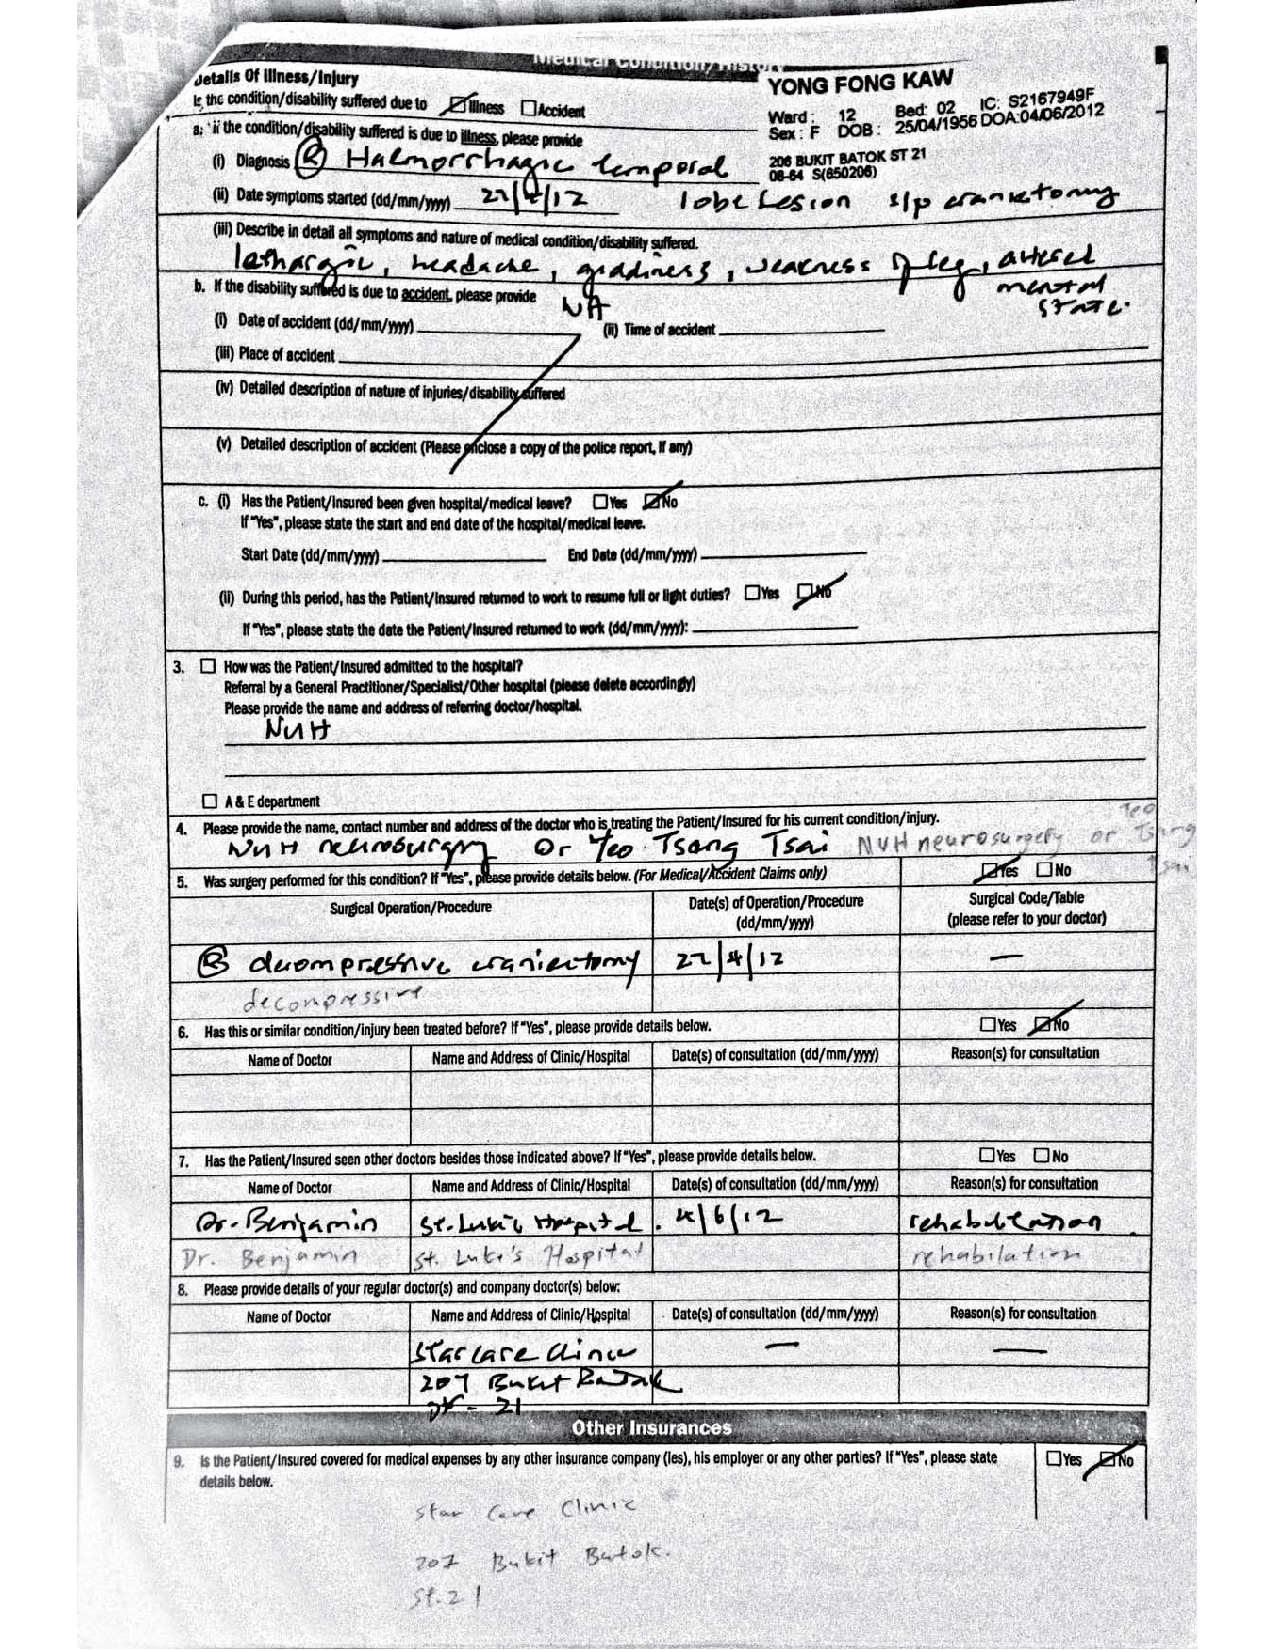 Medical Condition/History
Details Of Illness/Injury
YONG FONG KAW
Is the condition/disability suffered due to Illness Accident
Ward: 12 Bed: 02 IC: S2167949F
Sex: F DOB: 25/04/1956 DOA:04/06/2012
206 BUKIT BATOK ST 21
08-64 S(650206)
a. If the condition/disability suffered is due to illness, please provide
(i) Diagnosis Ⓡ Haemorrhagic temporal
lobe lesion s/p craniectomy
(ii) Date symptoms started (dd/mm/yyyy) 22/4/12
(iii) Describe in detail all symptoms and nature of medical condition/disability suffered.
lethargic, headache, giddiness, weakness of leg, altered
mental
state.
b. If the disability suffered is due to accident, please provide NA
(i) Date of accident (dd/mm/yyyy) (ii) Time of accident
(iii) Place of accident
(iv) Detailed description of nature of injuries/disability suffered
(v) Detailed description of accident (Please enclose a copy of the police report, if any)
c. (i) Has the Patient/Insured been given hospital/medical leave? Yes No
If "Yes", please state the start and end date of the hospital/medical leave.
Start Date (dd/mm/yyyy) End Date (dd/mm/yyyy)
(ii) During this period, has the Patient/Insured returned to work to resume full or light duties? Yes No
If "Yes", please state the date the Patient/Insured returned to work (dd/mm/yyyy):
3. How was the Patient/Insured admitted to the hospital?
Referral by a General Practitioner/Specialist/Other hospital (please delete accordingly)
Please provide the name and address of referring doctor/hospital.
NUH
A & E department
4. Please provide the name, contact number and address of the doctor who is treating the Patient/Insured for his current condition/injury.
NUH neurosurgery Dr Yeo Tsang Tsai NUH neurosurgery Dr Yeo Tsang Tsai
5. Was surgery performed for this condition? If "Yes", please provide details below. (For Medical/Accident Claims only) Yes No
Surgical Operation/Procedure Date(s) of Operation/Procedure (dd/mm/yyyy) Surgical Code/Table (please refer to your doctor)
Ⓡ decompressive craniectomy 22/4/12 —
decompressive
6. Has this or similar condition/injury been treated before? If "Yes", please provide details below. Yes No
Name of Doctor Name and Address of Clinic/Hospital Date(s) of consultation (dd/mm/yyyy) Reason(s) for consultation
7. Has the Patient/Insured seen other doctors besides those indicated above? If "Yes", please provide details below. Yes No
Name of Doctor Name and Address of Clinic/Hospital Date(s) of consultation (dd/mm/yyyy) Reason(s) for consultation
Dr. Benjamin St. Luke's Hospital. 4/6/12 rehabilitation.
Dr. Benjamin St. Luke's Hospital rehabilation
8. Please provide details of your regular doctor(s) and company doctor(s) below:
Name of Doctor Name and Address of Clinic/Hospital Date(s) of consultation (dd/mm/yyyy) Reason(s) for consultation
Star care clinic — —
207 Bukit Batok
St - 21
Other Insurances
9. Is the Patient/Insured covered for medical expenses by any other insurance company (ies), his employer or any other parties? If "Yes", please state Yes No
details below.
Star Care Clinic
207 Bukit Batok.
St. 21